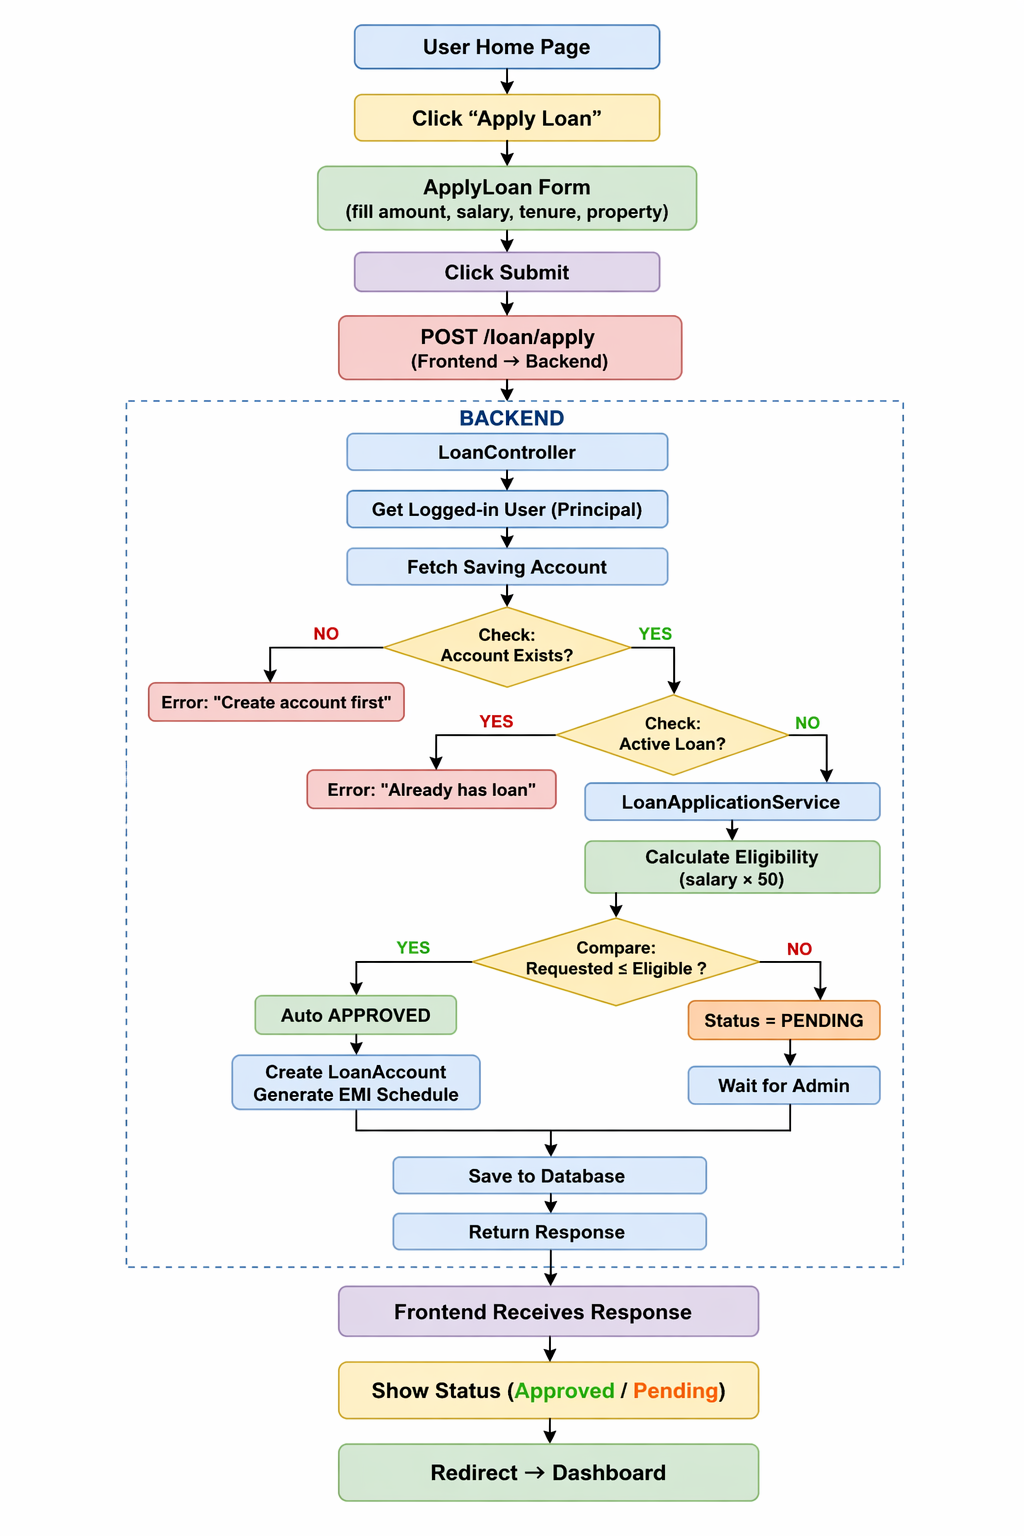 User Home Page
Click “Apply Loan”
ApplyLoan Form
(fill amount, salary, tenure, property)
Click Submit
POST /loan/apply
(Frontend → Backend)
BACKEND
LoanController
Get Logged-in User (Principal)
Fetch Saving Account
Check:
Account Exists?
NO
YES
Error: "Create account first"
Check:
Active Loan?
YES
NO
Error: "Already has loan"
LoanApplicationService
Calculate Eligibility
(salary × 50)
Compare:
Requested ≤ Eligible ?
YES
NO
Auto APPROVED
Status = PENDING
Create LoanAccount
Generate EMI Schedule
Wait for Admin
Save to Database
Return Response
Frontend Receives Response
Show Status (Approved / Pending)
Redirect → Dashboard